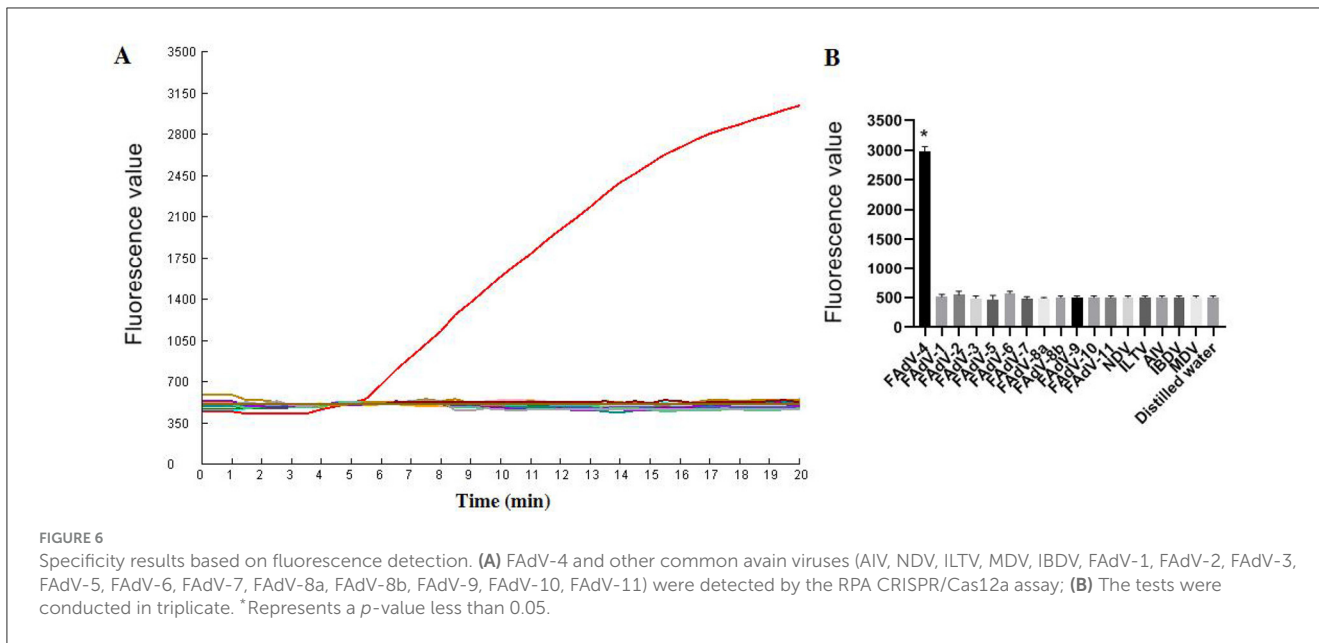 A
3500
3150
2800
2450
2100
1750
1400
1050
700
350
0
Fluorescence value
0 1 2 3 4 5 6 7 8 9 10 11 12 13 14 15 16 17 18 19 20
Time (min)
B
3500
3000
2500
2000
1500
1000
500
0
Fluorescence value
*
FAdV-4
FAdV-1
FAdV-2
FAdV-3
FAdV-5
FAdV-6
FAdV-7
FAdV-8a
FAdV-8b
FAdV-9
FAdV-10
FAdV-11
NDV
ILTV
AIV
IBDV
MDV
Distilled water
FIGURE 6
Specificity results based on fluorescence detection. (A) FAdV-4 and other common avain viruses (AIV, NDV, ILTV, MDV, IBDV, FAdV-1, FAdV-2, FAdV-3,
FAdV-5, FAdV-6, FAdV-7, FAdV-8a, FAdV-8b, FAdV-9, FAdV-10, FAdV-11) were detected by the RPA CRISPR/Cas12a assay; (B) The tests were
conducted in triplicate. *Represents a p-value less than 0.05.